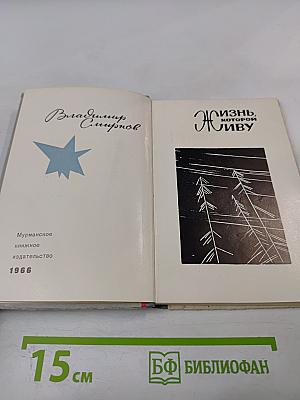 Владимир
Смирнов
Мурманское
книжное
издательство
1966
Жизнь,
которой
живу
15 см
БФ БИБЛИОФАН